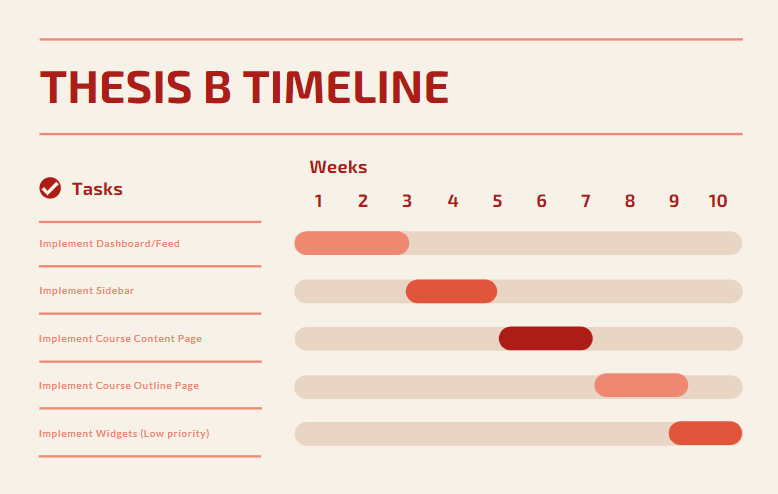 THESIS B TIMELINE
Weeks
Tasks
1 2 3 4 5 6 7 8 9 10
Implement Dashboard/Feed
Implement Sidebar
Implement Course Content Page
Implement Course Outline Page
Implement Widgets (Low priority)